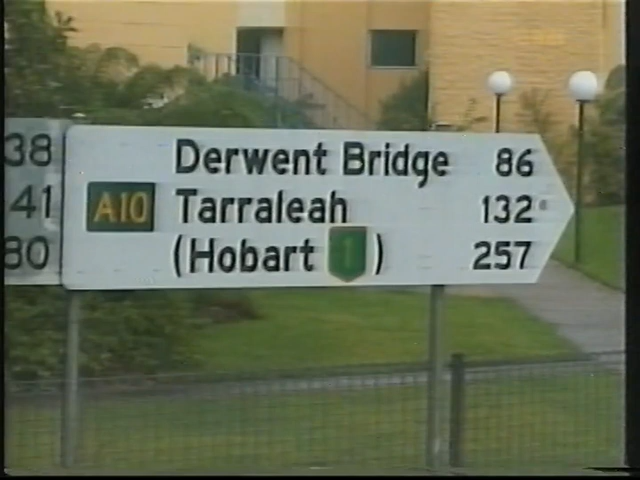 38
41
80
Derwent Bridge 86
A10 Tarraleah 132
(Hobart 1) 257